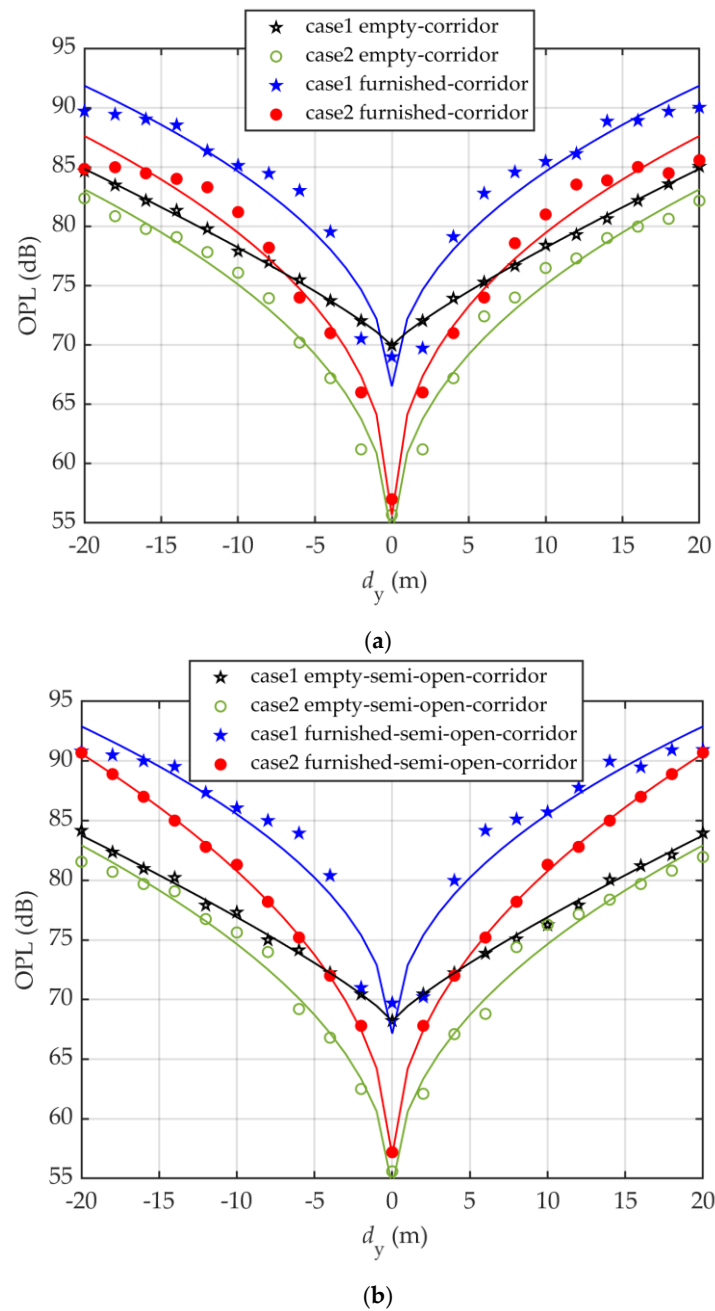 case1 empty-corridor
case2 empty-corridor
case1 furnished-corridor
case2 furnished-corridor
95
90
85
80
75
70
65
60
55
OPL (dB)
-20 -15 -10 -5 0 5 10 15 20
dy (m)
(a)
case1 empty-semi-open-corridor
case2 empty-semi-open-corridor
case1 furnished-semi-open-corridor
case2 furnished-semi-open-corridor
95
90
85
80
75
70
65
60
55
OPL (dB)
-20 -15 -10 -5 0 5 10 15 20
dy (m)
(b)